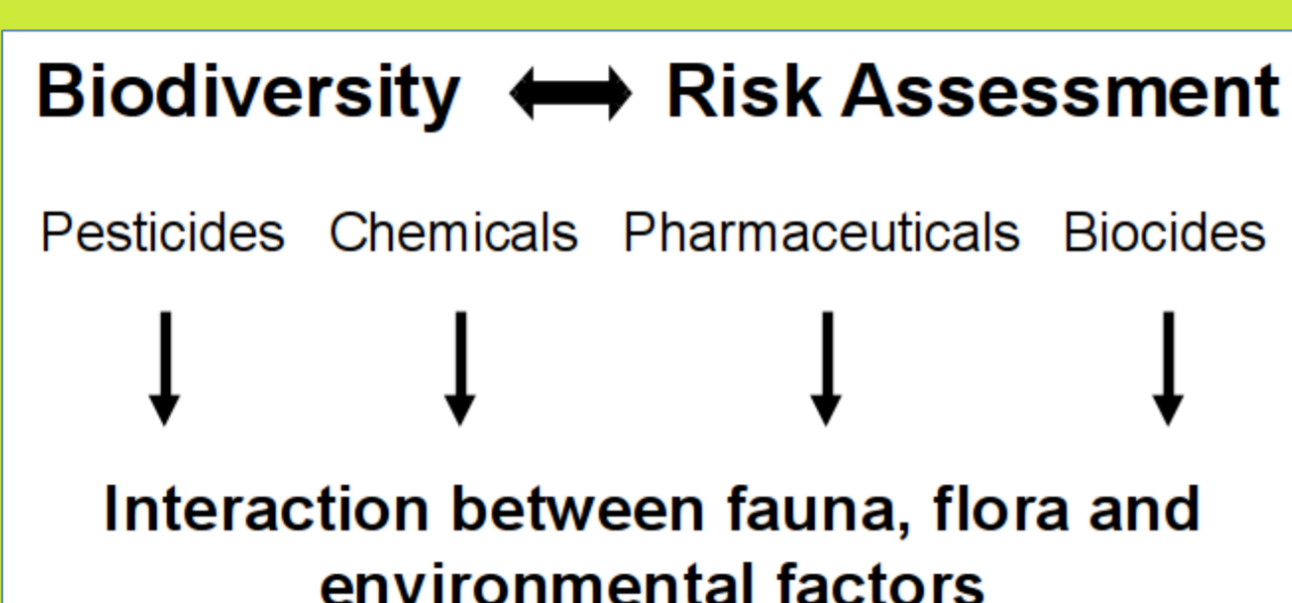 Biodiversity Risk Assessment
Pesticides Chemicals Pharmaceuticals Biocides
Interaction between fauna, flora and
environmental factors